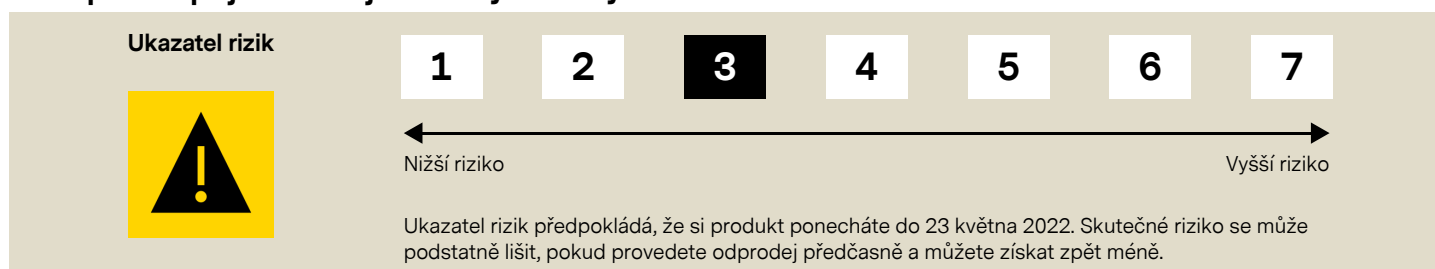 Ukazatel rizik
1 2 3 4 5 6 7
Nižší riziko Vyšší riziko
Ukazatel rizik předpokládá, že si produkt ponecháte do 23 května 2022. Skutečné riziko se může
podstatně lišit, pokud provedete odprodej předčasně a můžete získat zpět méně.